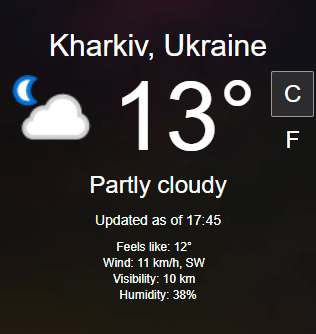 Kharkiv, Ukraine
13°
C
F
Partly cloudy
Updated as of 17:45
Feels like: 12°
Wind: 11 km/h, SW
Visibility: 10 km
Humidity: 38%